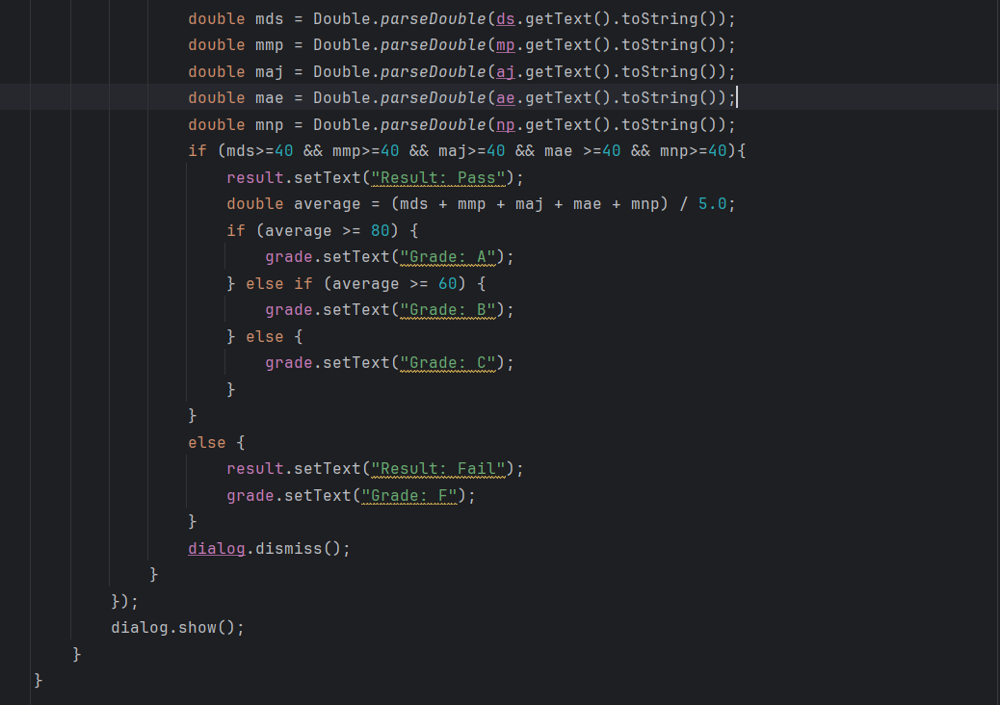 double mds = Double.parseDouble(ds.getText().toString());
double mmp = Double.parseDouble(mp.getText().toString());
double maj = Double.parseDouble(aj.getText().toString());
double mae = Double.parseDouble(ae.getText().toString());
double mnp = Double.parseDouble(np.getText().toString());
if (mds>=40 && mmp>=40 && maj>=40 && mae >=40 && mnp>=40){
    result.setText("Result: Pass");
    double average = (mds + mmp + maj + mae + mnp) / 5.0;
    if (average >= 80) {
        grade.setText("Grade: A");
    } else if (average >= 60) {
        grade.setText("Grade: B");
    } else {
        grade.setText("Grade: C");
    }
}
else {
    result.setText("Result: Fail");
    grade.setText("Grade: F");
}
dialog.dismiss();
}
});
dialog.show();
}
}